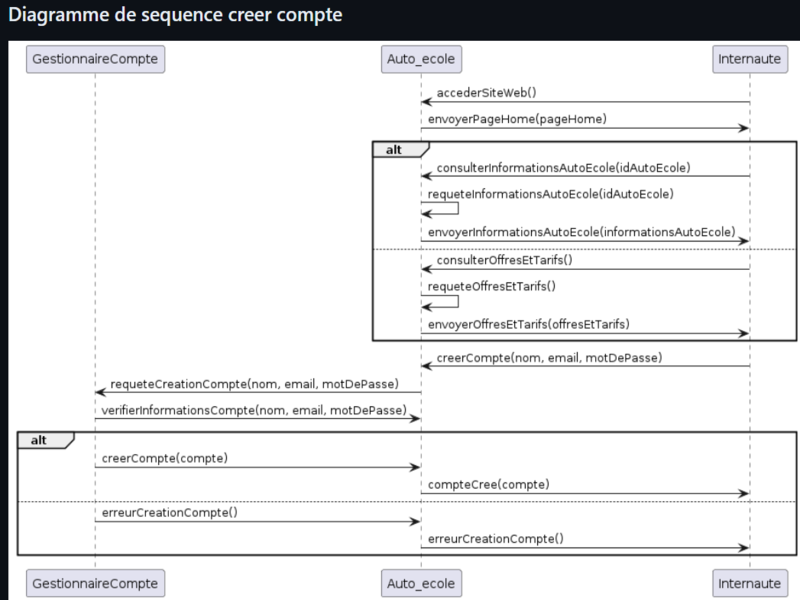 Diagramme de sequence creer compte
GestionnaireCompte Auto_ecole Internaute
accederSiteWeb()
envoyerPageHome(pageHome)
alt
consulterInformationsAutoEcole(idAutoEcole)
requeteInformationsAutoEcole(idAutoEcole)
envoyerInformationsAutoEcole(informationsAutoEcole)
consulterOffresEtTarifs()
requeteOffresEtTarifs()
envoyerOffresEtTarifs(offresEtTarifs)
creerCompte(nom, email, motDePasse)
requeteCreationCompte(nom, email, motDePasse)
verifierInformationsCompte(nom, email, motDePasse)
alt
creerCompte(compte)
compteCree(compte)
erreurCreationCompte()
erreurCreationCompte()
GestionnaireCompte Auto_ecole Internaute